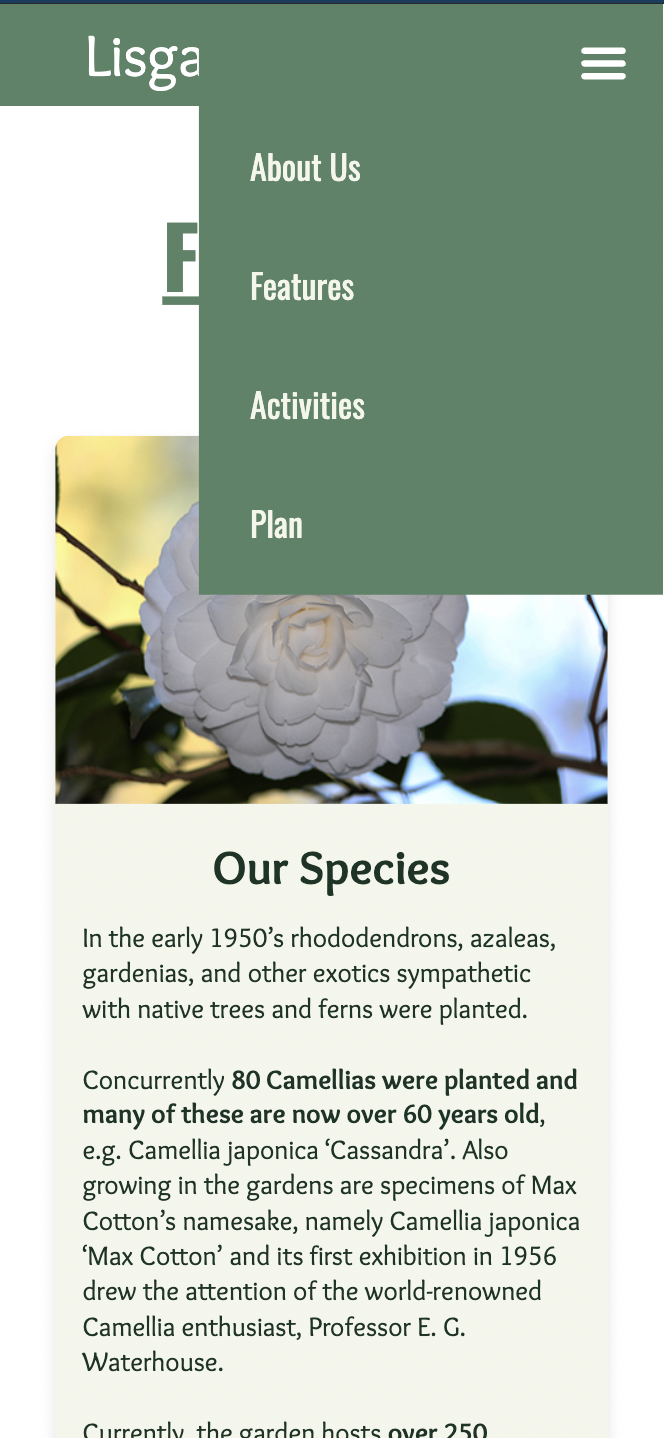 Lisga
About Us
F
Features
Activities
Plan
Our Species
In the early 1950’s rhododendrons, azaleas,
gardenias, and other exotics sympathetic
with native trees and ferns were planted.
Concurrently 80 Camellias were planted and
many of these are now over 60 years old,
e.g. Camellia japonica ‘Cassandra’. Also
growing in the gardens are specimens of Max
Cotton’s namesake, namely Camellia japonica
‘Max Cotton’ and its first exhibition in 1956
drew the attention of the world-renowned
Camellia enthusiast, Professor E. G.
Waterhouse.
Currently, the garden hosts over 250